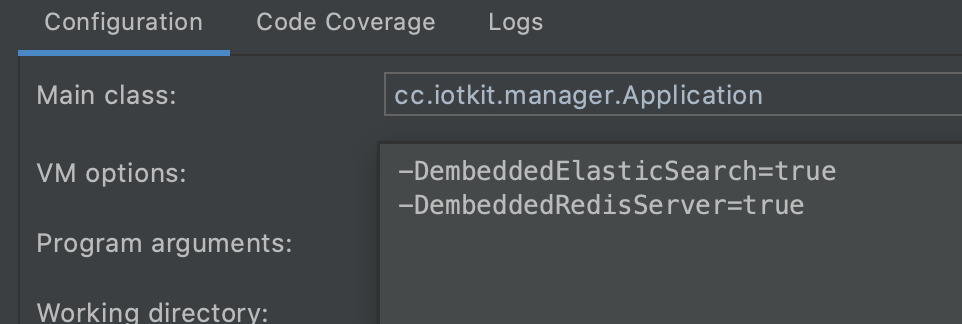 Configuration Code Coverage Logs
Main class: cc.iotkit.manager.Application
VM options: -DembeddedElasticSearch=true
-DembeddedRedisServer=true
Program arguments:
Working directory: